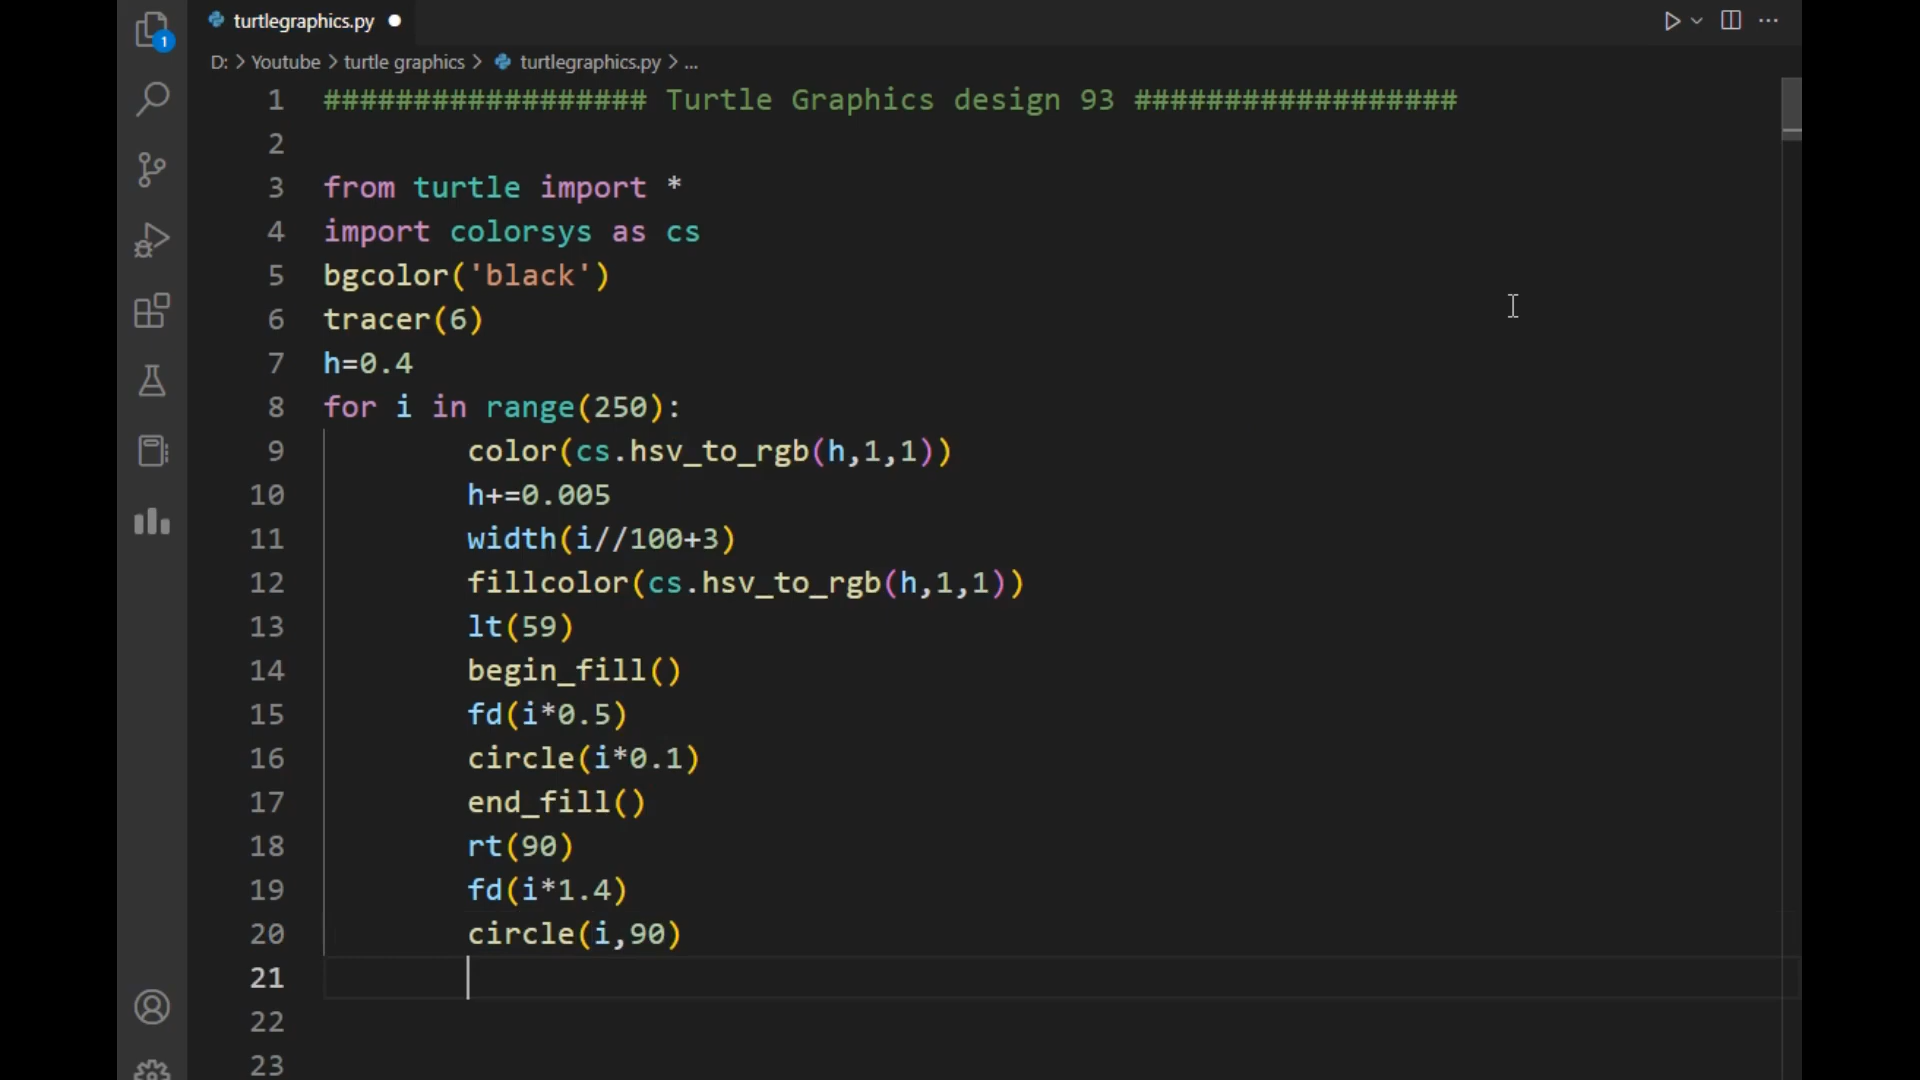 turtlegraphics.py
1
D: > Youtube > turtle graphics > turtlegraphics.py > ...
1 ################## Turtle Graphics design 93 ##################
2
3 from turtle import *
4 import colorsys as cs
5 bgcolor('black')
6 tracer(6)
7 h=0.4
8 for i in range(250):
9 color(cs.hsv_to_rgb(h,1,1))
10 h+=0.005
11 width(i//100+3)
12 fillcolor(cs.hsv_to_rgb(h,1,1))
13 lt(59)
14 begin_fill()
15 fd(i*0.5)
16 circle(i*0.1)
17 end_fill()
18 rt(90)
19 fd(i*1.4)
20 circle(i,90)
21
22
23